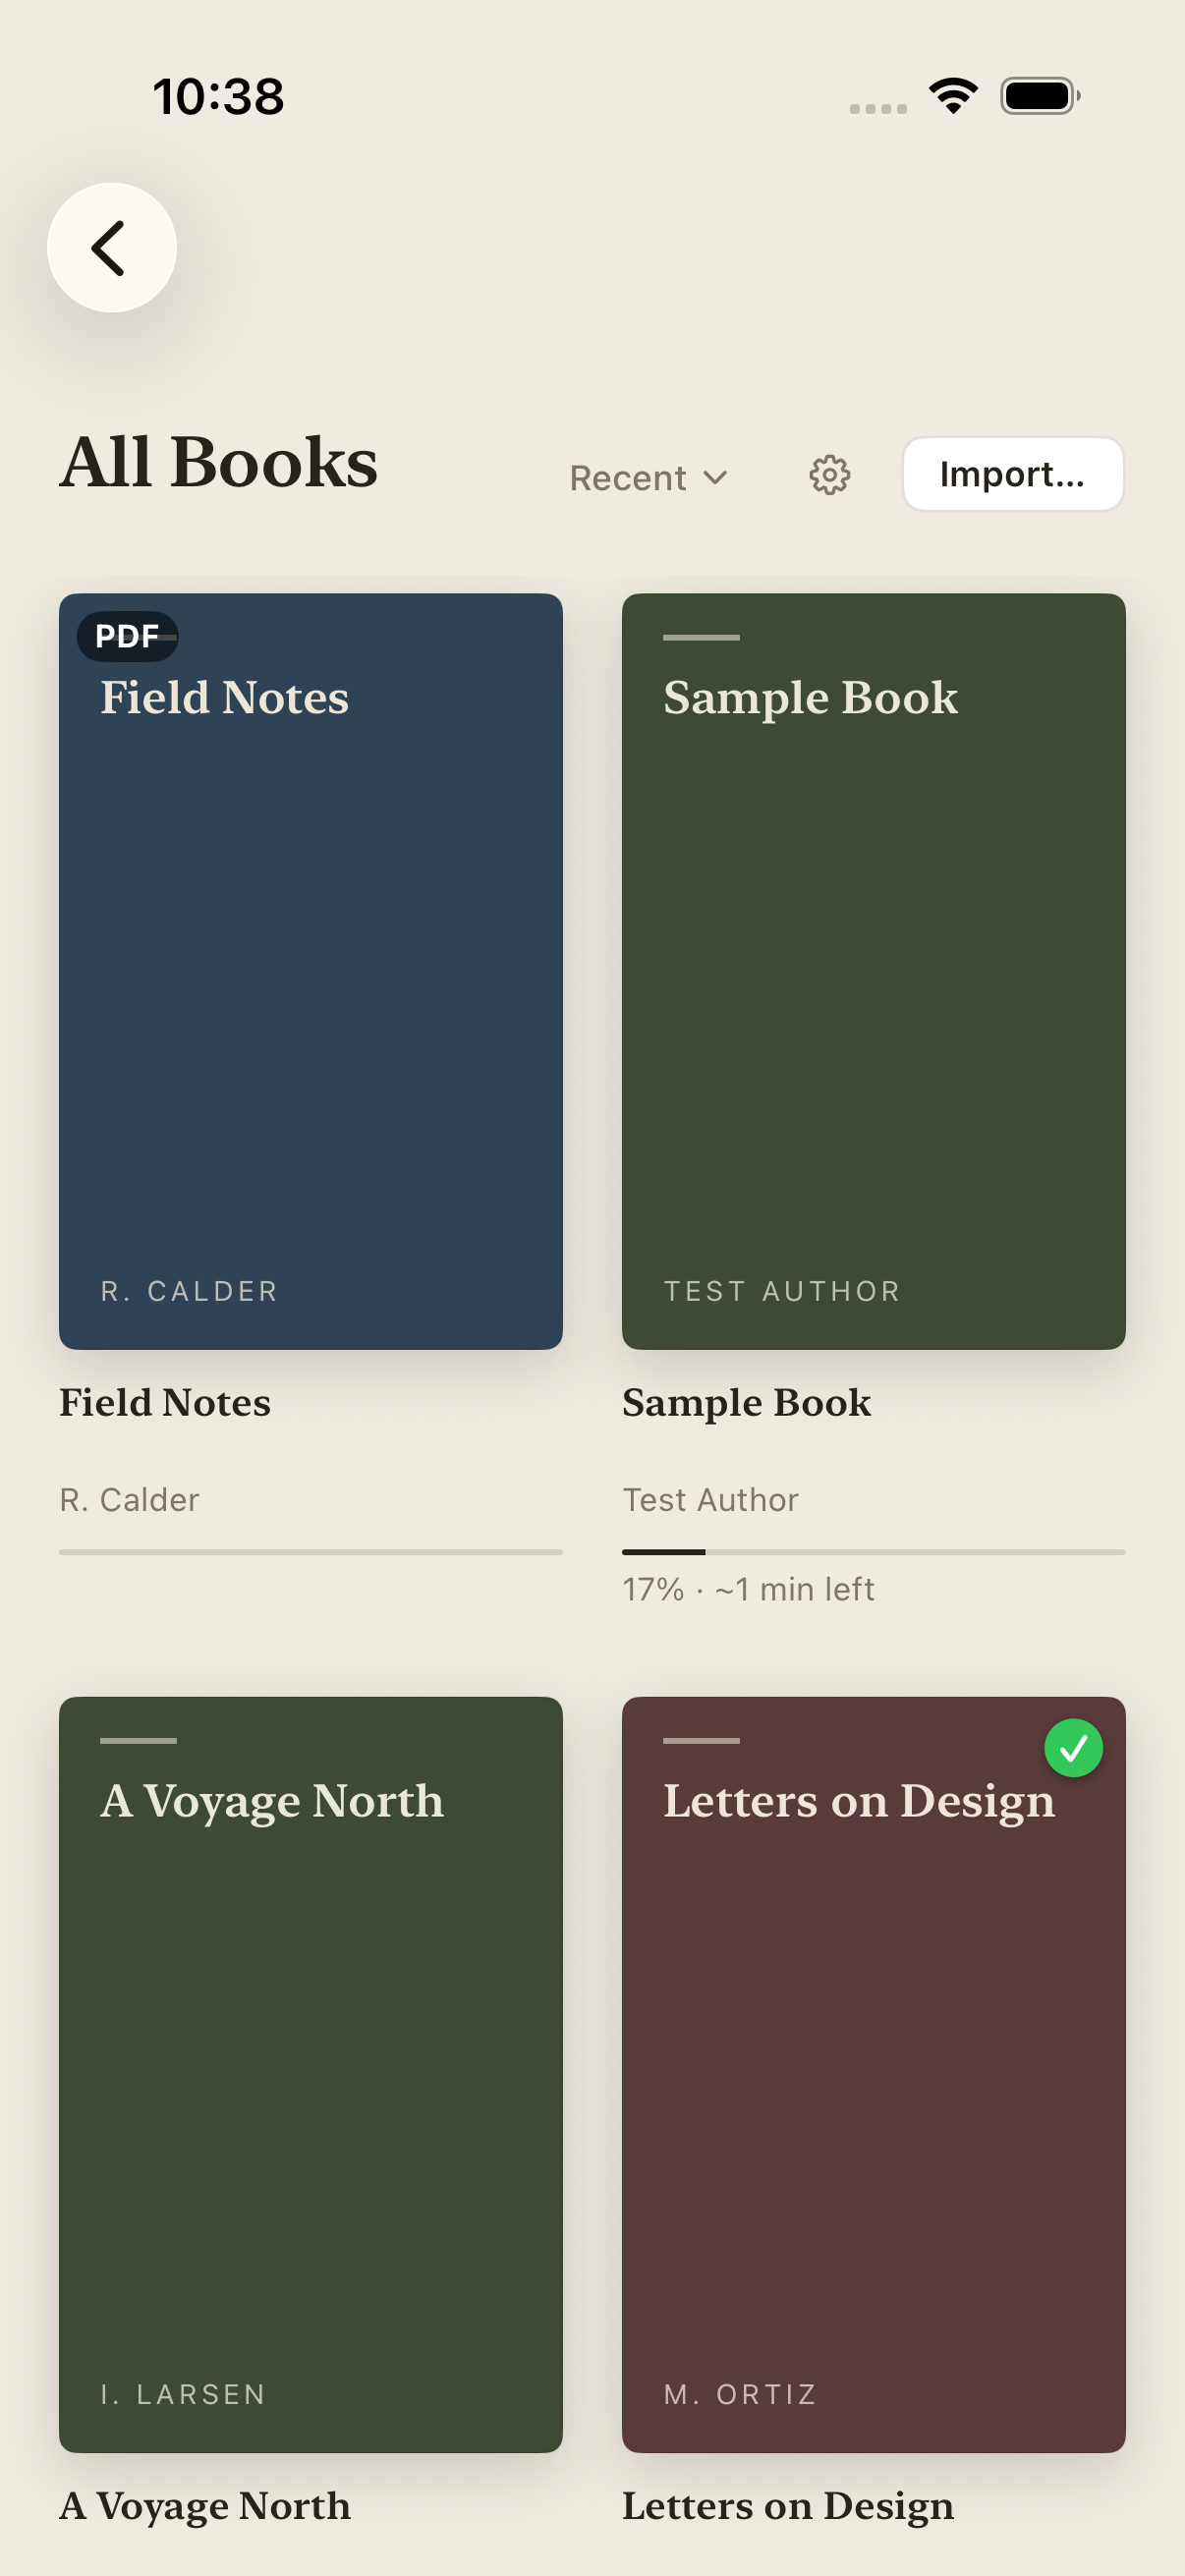 10:38
All Books
Recent
Import...
PDF
Field Notes
R. CALDER
Sample Book
TEST AUTHOR
Field Notes
R. Calder
Sample Book
Test Author
17% · ~1 min left
A Voyage North
I. LARSEN
Letters on Design
M. ORTIZ
A Voyage North
Letters on Design